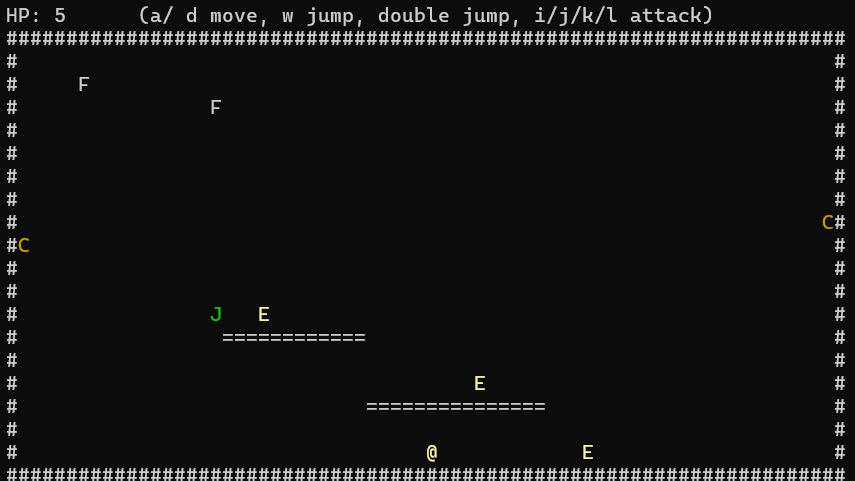 HP: 5      (a/ d move, w jump, double jump, i/j/k/l attack)
######################################################################
#                                                                    #
#     F                                                              #
#                F                                                   #
#                                                                    #
#                                                                    #
#                                                                    #
#                                                                    #
#                                                                   C#
#C                                                                   #
#                                                                    #
#                                                                    #
#                J   E                                               #
#                 ============                                       #
#                                                                    #
#                                      E                             #
#                             ===============                        #
#                                                                    #
#                                  @            E                    #
######################################################################